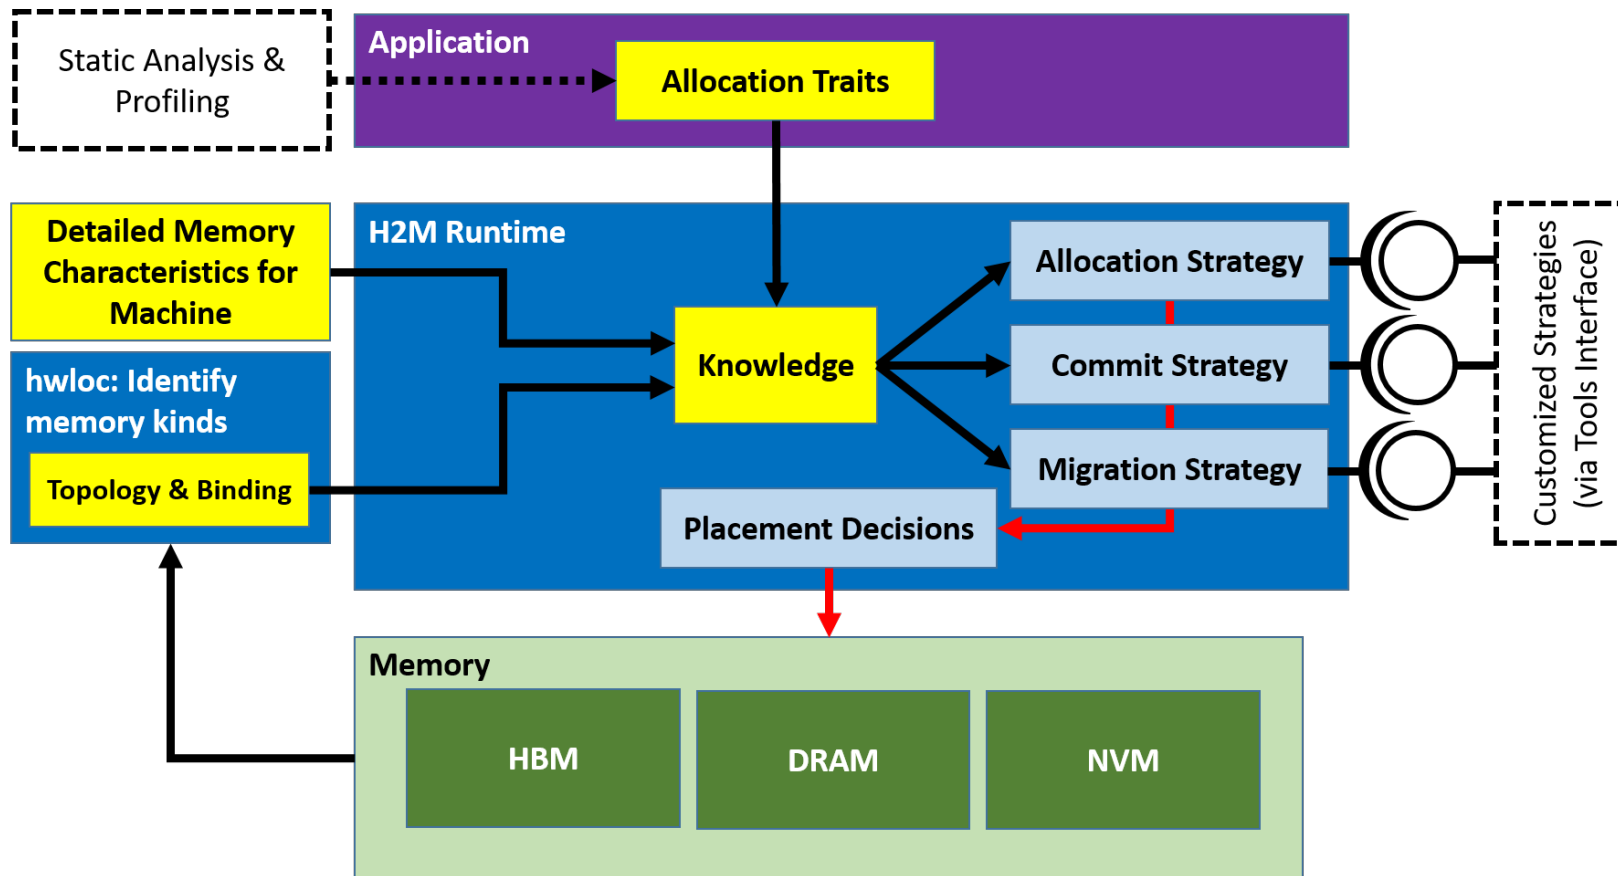 Static Analysis &
Profiling
Application
Allocation Traits
Detailed Memory
Characteristics for
Machine
H2M Runtime
Allocation Strategy
Knowledge
Commit Strategy
hwloc: Identify
memory kinds
Topology & Binding
Migration Strategy
Placement Decisions
Customized Strategies
(via Tools Interface)
Memory
HBM
DRAM
NVM